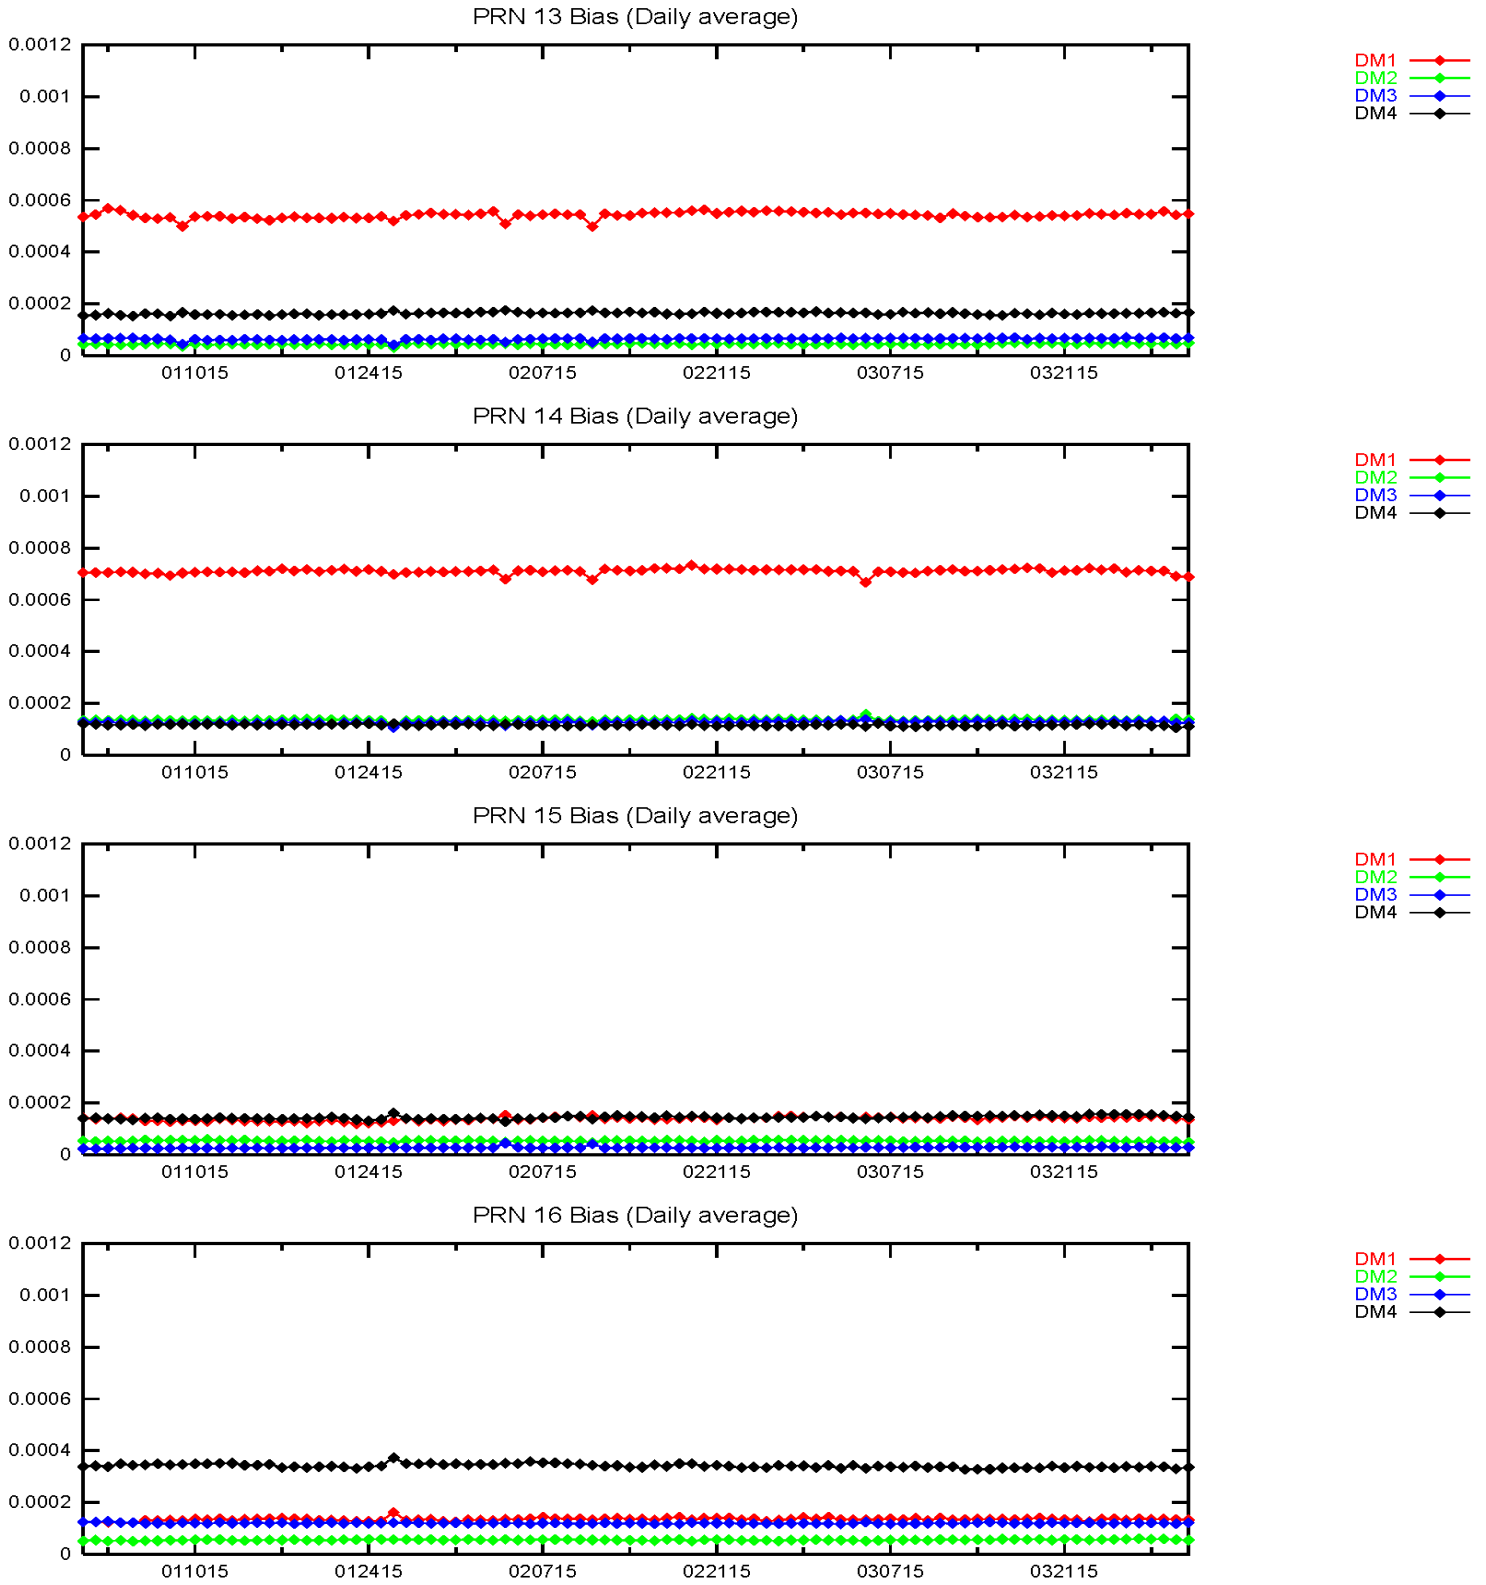 PRN 13 Bias (Daily average)
0.0012
0.001
0.0008
0.0006
0.0004
0.0002
0
011015 012415 020715 022115 030715 032115
DM1
DM2
DM3
DM4
PRN 14 Bias (Daily average)
0.0012
0.001
0.0008
0.0006
0.0004
0.0002
0
011015 012415 020715 022115 030715 032115
DM1
DM2
DM3
DM4
PRN 15 Bias (Daily average)
0.0012
0.001
0.0008
0.0006
0.0004
0.0002
0
011015 012415 020715 022115 030715 032115
DM1
DM2
DM3
DM4
PRN 16 Bias (Daily average)
0.0012
0.001
0.0008
0.0006
0.0004
0.0002
0
011015 012415 020715 022115 030715 032115
DM1
DM2
DM3
DM4